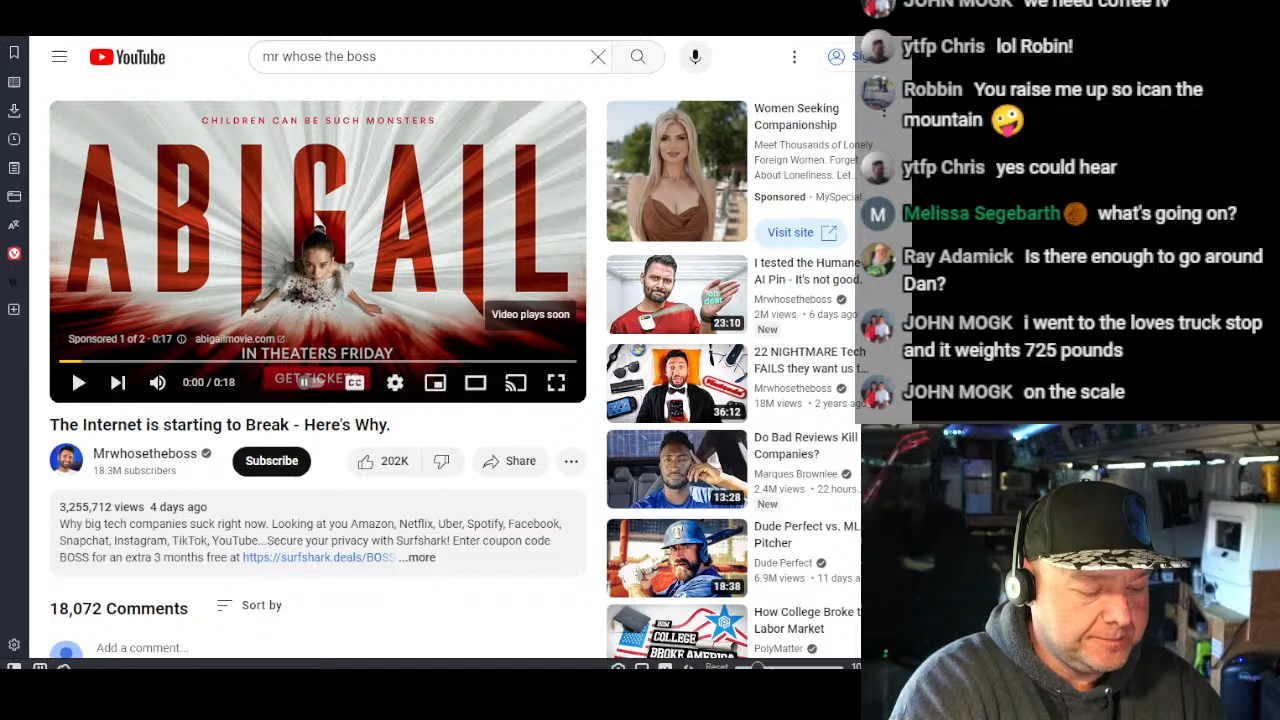 YouTube
mr whose the boss
CHILDREN CAN BE SUCH MONSTERS
ABIGAIL
Video plays soon
Sponsored 1 of 2 · 0:17
abigailmovie.com
IN THEATERS FRIDAY
GET TICKETS
0:00 / 0:18
The Internet is starting to Break - Here's Why.
Mrwhosetheboss
18.3M subscribers
Subscribe
202K
Share
3,255,712 views 4 days ago
Why big tech companies suck right now. Looking at you Amazon, Netflix, Uber, Spotify, Facebook,
Snapchat, Instagram, TikTok, YouTube...Secure your privacy with Surfshark! Enter coupon code
BOSS for an extra 3 months free at https://surfshark.deals/BOSS ...more
18,072 Comments
Sort by
Add a comment...
Women Seeking
Companionship
Meet Thousands of Lonely
Foreign Women. Forget
About Loneliness. Let...
Sponsored · MySpecial
Visit site
I tested the Humane
AI Pin - It's not good.
Mrwhosetheboss
2M views · 6 days ago
New
oh
dear
23:10
22 NIGHTMARE Tech
FAILS they want us t
Mrwhosetheboss
18M views · 2 years ago
Nintendo
36:12
Do Bad Reviews Kill
Companies?
Marques Brownlee
2.4M views · 22 hours
New
13:28
Dude Perfect vs. ML
Pitcher
Dude Perfect
6.9M views · 11 days a
18:38
How College Broke t
Labor Market
PolyMatter
HOW
COLLEGE
BROKE AMERICA
Reset
JOHN MOGK we need coffee iv
ytfp Chris lol Robin!
Robbin You raise me up so ican the
mountain 🤪
ytfp Chris yes could hear
M Melissa Segebarth what's going on?
Ray Adamick Is there enough to go around
Dan?
JOHN MOGK i went to the loves truck stop
and it weights 725 pounds
JOHN MOGK on the scale